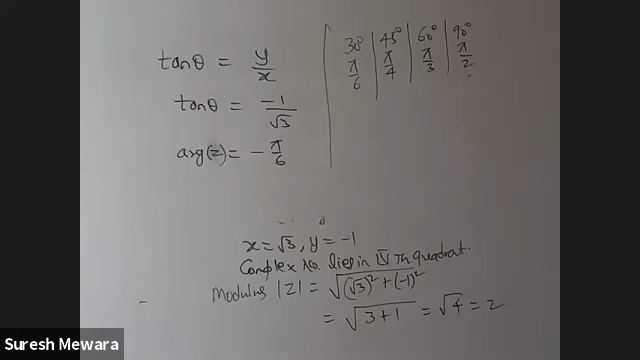 tanθ = y/x
tanθ = -1/√3
arg(z) = -π/6
30° | 45° | 60° | 90°
π/6 | π/4 | π/3 | π/2
x = √3, y = -1
Complex no. lies in IV th quadrat.
Modulus |Z| = √((√3)² + (-1)²)
= √(3+1) = √4 = 2
Suresh Mewara